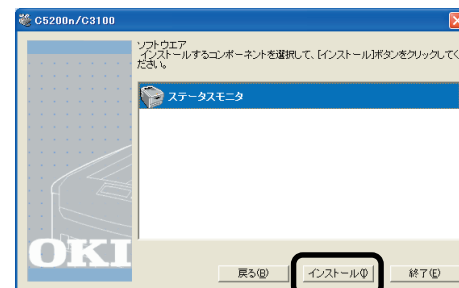 C5200n/C3100
ソフトウエア
インストールするコンポーネントを選択して、[インストール]ボタンをクリックしてく
ださい。
ステータスモニタ
OKI
戻る(B) インストール(I) 終了(E)